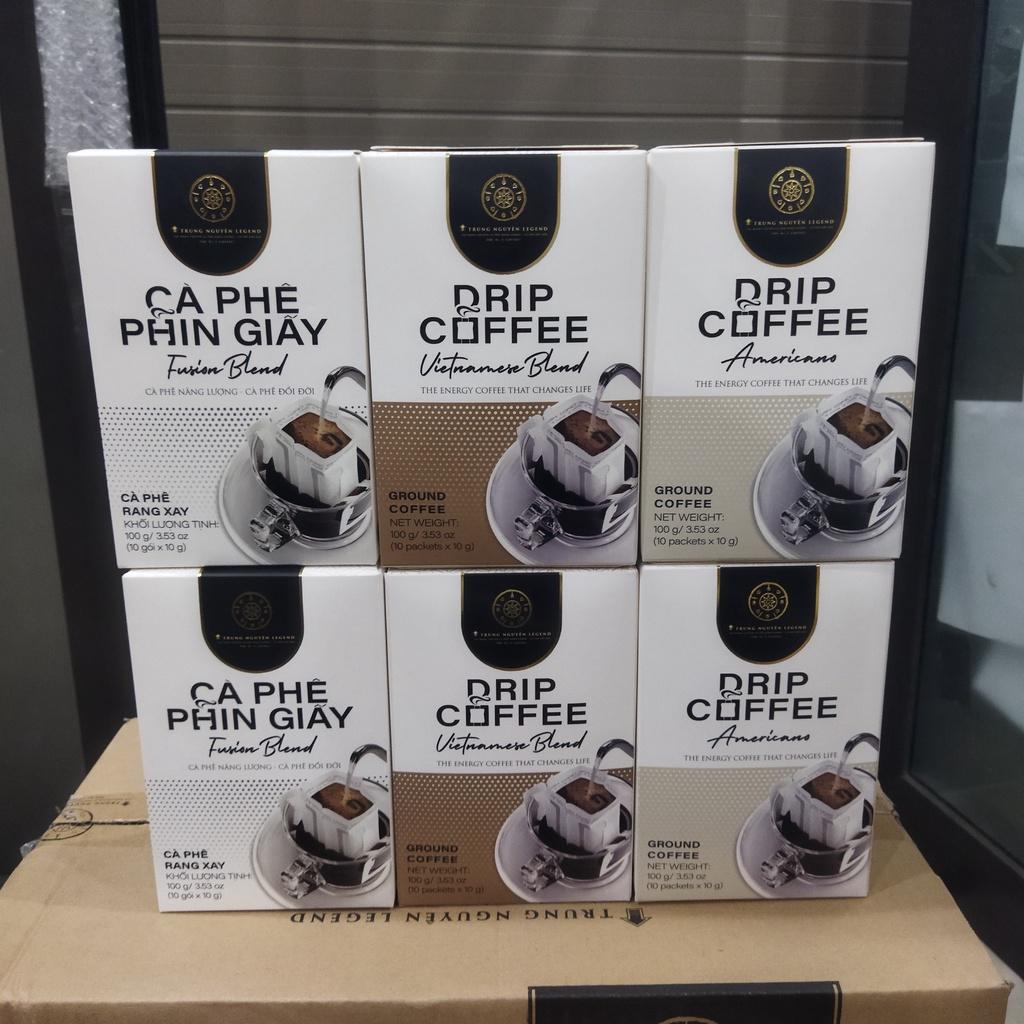 TRUNG NGUYÊN LEGEND
CÀ PHÊ
PHIN GIẤY
Fusion Blend
CÀ PHÊ NĂNG LƯỢNG - CÀ PHÊ ĐỔI ĐỜI
CÀ PHÊ
RANG XAY
KHỐI LƯỢNG TỊNH:
100 g/ 3.53 oz
(10 gói x 10 g)
TRUNG NGUYÊN LEGEND
DRIP
COFFEE
Vietnamese Blend
THE ENERGY COFFEE THAT CHANGES LIFE
GROUND
COFFEE
NET WEIGHT:
100 g/ 3.53 oz
(10 packets x 10 g)
TRUNG NGUYÊN LEGEND
DRIP
COFFEE
Americano
THE ENERGY COFFEE THAT CHANGES LIFE
GROUND
COFFEE
NET WEIGHT:
100 g/ 3.53 oz
(10 packets x 10 g)
TRUNG NGUYÊN LEGEND
CÀ PHÊ
PHIN GIẤY
Fusion Blend
CÀ PHÊ NĂNG LƯỢNG - CÀ PHÊ ĐỔI ĐỜI
CÀ PHÊ
RANG XAY
KHỐI LƯỢNG TỊNH:
100 g/ 3.53 oz
(10 gói x 10 g)
TRUNG NGUYÊN LEGEND
DRIP
COFFEE
Vietnamese Blend
THE ENERGY COFFEE THAT CHANGES LIFE
GROUND
COFFEE
NET WEIGHT:
100 g/ 3.53 oz
(10 packets x 10 g)
TRUNG NGUYÊN LEGEND
DRIP
COFFEE
Americano
THE ENERGY COFFEE THAT CHANGES LIFE
GROUND
COFFEE
NET WEIGHT:
100 g/ 3.53 oz
(10 packets x 10 g)
TRUNG NGUYÊN LEGEND